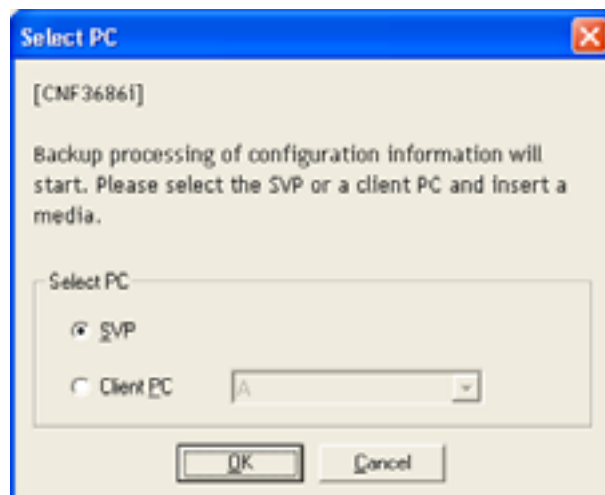 Select PC
[CNF3686i]
Backup processing of configuration information will
start. Please select the SVP or a client PC and insert a
media.
Select PC
SVP
Client PC
A
OK
Cancel